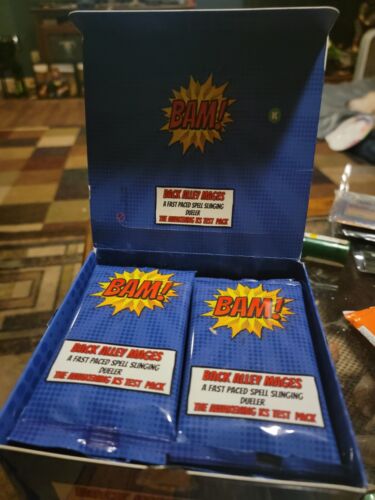 BAM!
K
BACK ALLEY MAGES
A FAST PACED SPELL SLINGING
DUELER
THE AWAKENING KS TEST PACK
BAM!
BACK ALLEY MAGES
A FAST PACED SPELL SLINGING
DUELER
THE AWAKENING KS TEST PACK
BAM!
BACK ALLEY MAGES
A FAST PACED SPELL SLINGING
DUELER
THE AWAKENING KS TEST PACK